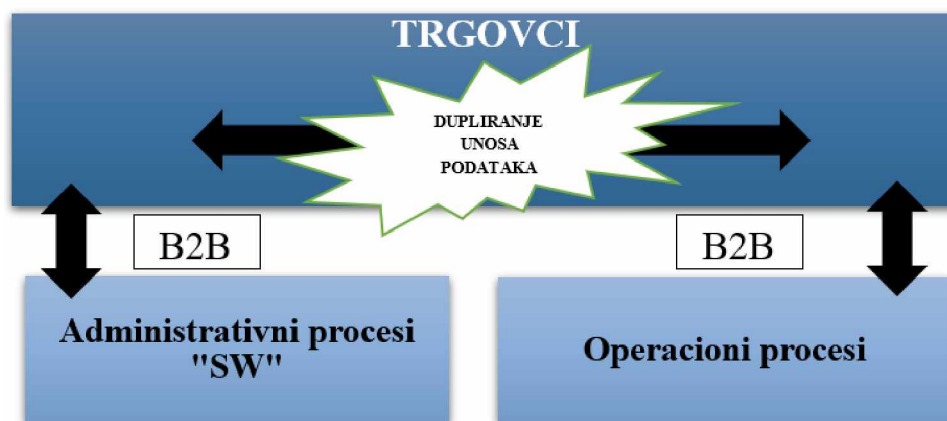 TRGOVCI
DUPLIRANJE
UNOSA
PODATAKA
B2B
B2B
Administrativni procesi
"SW"
Operacioni procesi